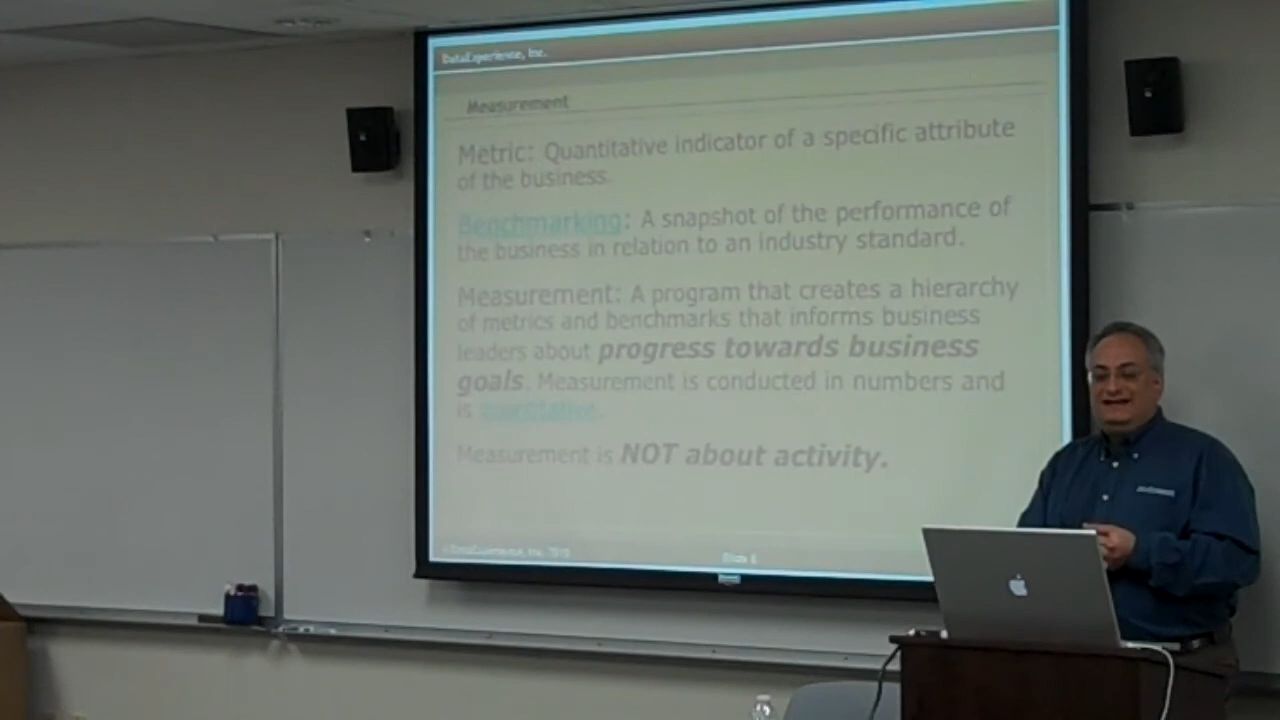 DataExperience, Inc.
Measurement
Metric: Quantitative indicator of a specific attribute
of the business.
Benchmarking: A snapshot of the performance of
the business in relation to an industry standard.
Measurement: A program that creates a hierarchy
of metrics and benchmarks that informs business
leaders about progress towards business
goals. Measurement is conducted in numbers and
is quantitative.
Measurement is NOT about activity.
DataExperience, Inc.
Slide